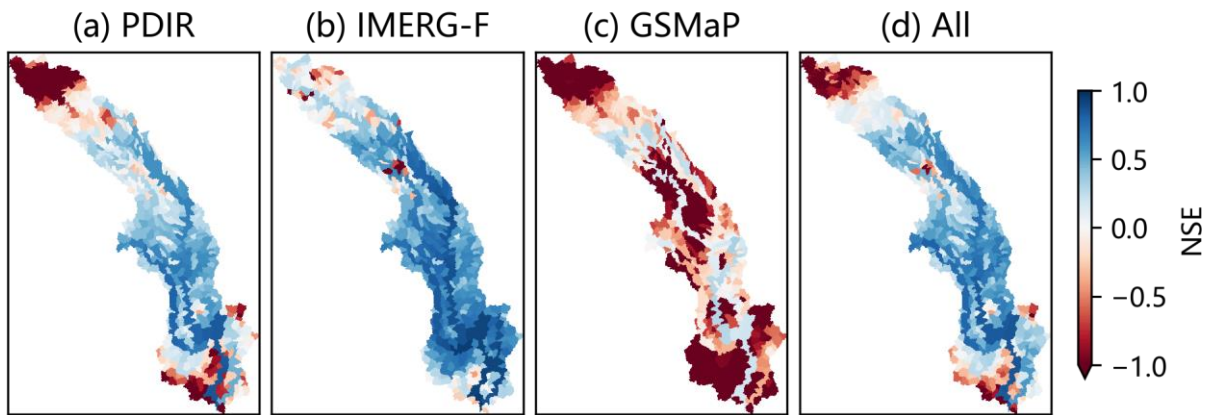 (a) PDIR
(b) IMERG-F
(c) GSMaP
(d) All
1.0
0.5
0.0
−0.5
−1.0
NSE